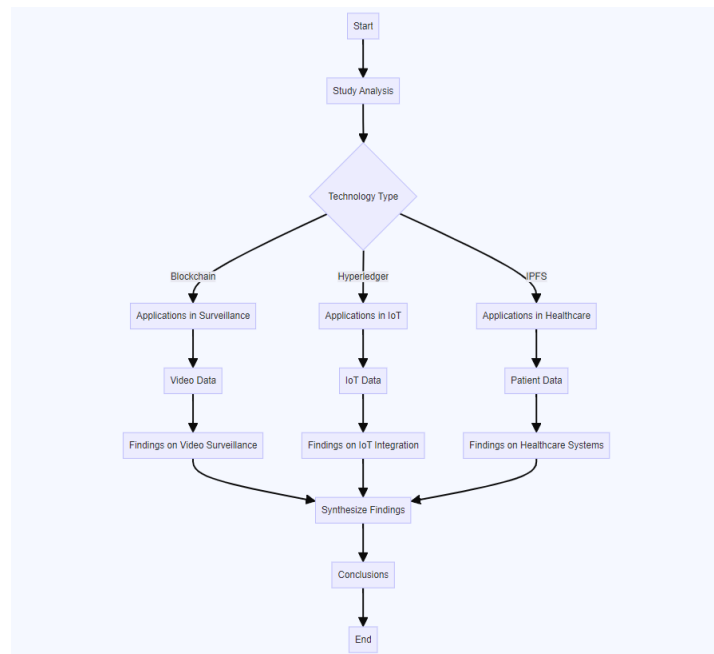 Start
Study Analysis
Technology Type
Blockchain
Hyperledger
IPFS
Applications in Surveillance
Applications in IoT
Applications in Healthcare
Video Data
IoT Data
Patient Data
Findings on Video Surveillance
Findings on IoT Integration
Findings on Healthcare Systems
Synthesize Findings
Conclusions
End